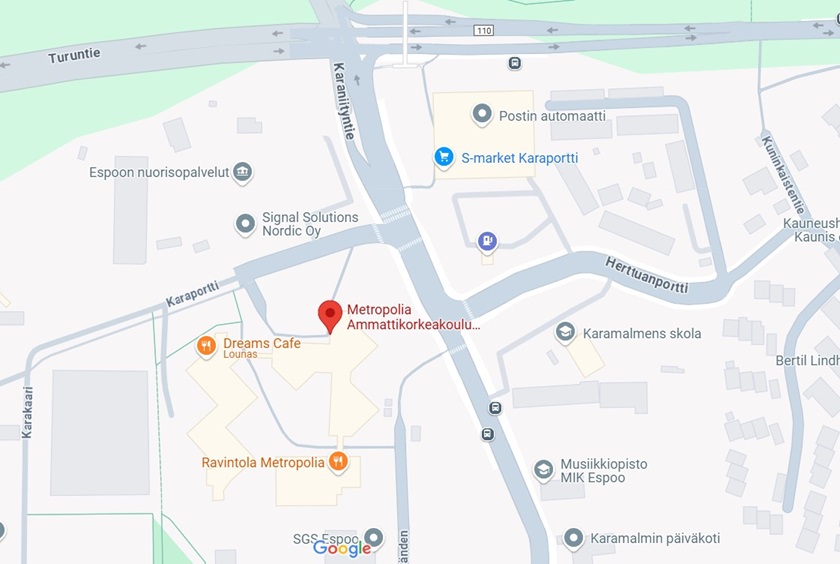 Turuntie
110
Karaniityntie
Postin automaatti
S-market Karaportti
Kuninkaistentie
Espoon nuorisopalvelut
Signal Solutions
Nordic Oy
Kauneush
Kaunis
Herttuanportti
Karaportti
Metropolia
Ammattikorkeakoulu...
Karamalmens skola
Dreams Cafe
Lounas
Bertil Lindh
Karakaari
Ravintola Metropolia
Musiikkiopisto
MIK Espoo
SGS Espoo
Google
änden
Karamalmin päiväkoti